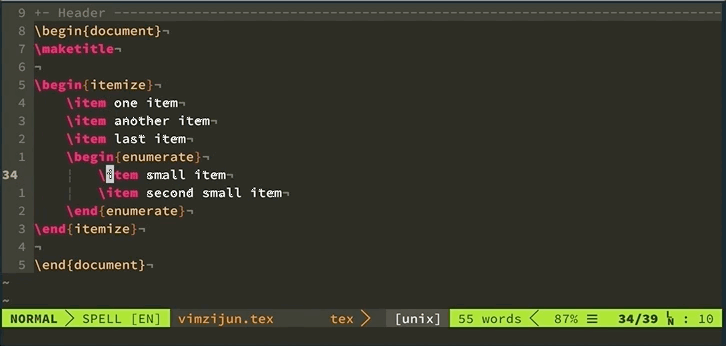 9 +- Header ----------------------------------------------------------------------------
8 \begin{document}¬
7 \maketitle¬
6 ¬
5 \begin{itemize}¬
4     \item one item¬
3     \item another item¬
2     \item last item¬
1     \begin{enumerate}¬
34     ¦   \item small item¬
1     ¦   \item second small item¬
2     \end{enumerate}¬
3 \end{itemize}¬
4 ¬
5 \end{document}¬
~
~
NORMAL SPELL [EN] vimzijun.tex tex [unix] 55 words 87% ☰ 34/39 LN : 10